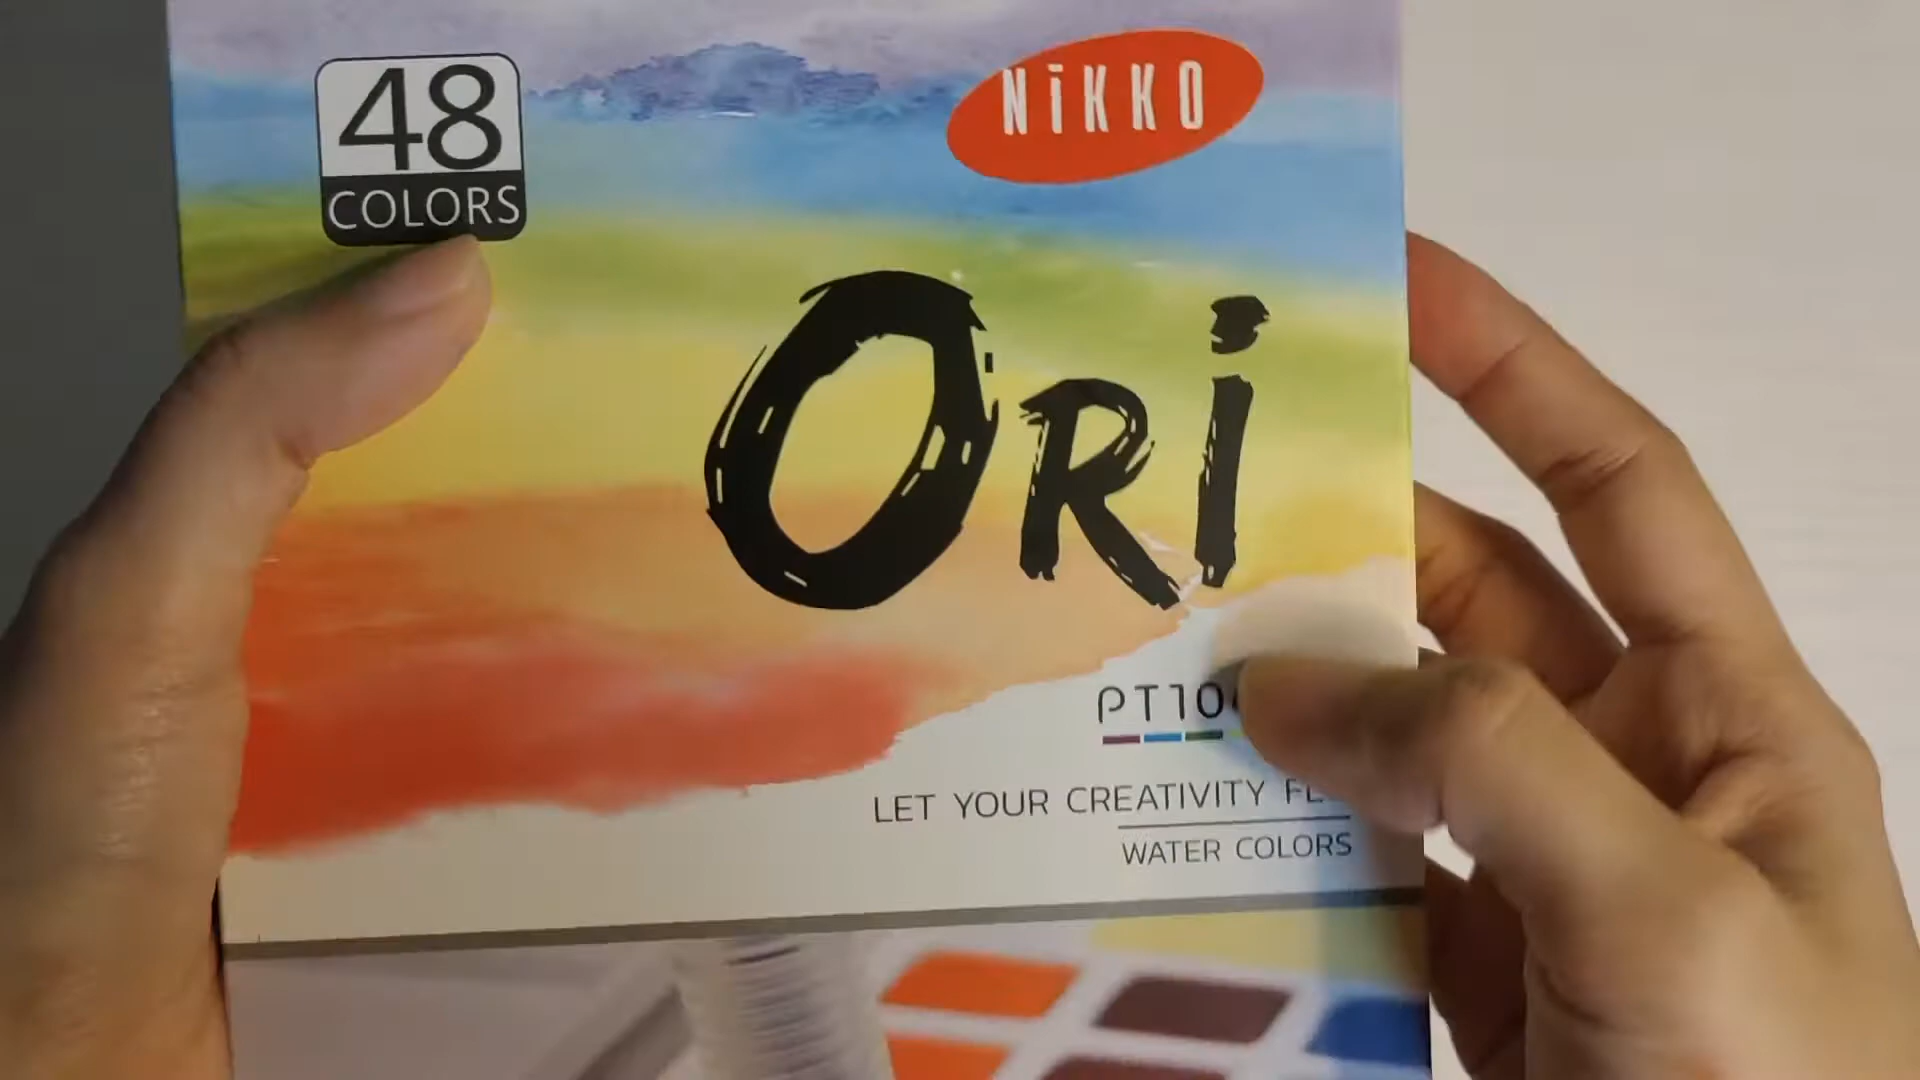 48
COLORS
NiKKO
ORi
LET YOUR CREATIVITY
WATER COLORS